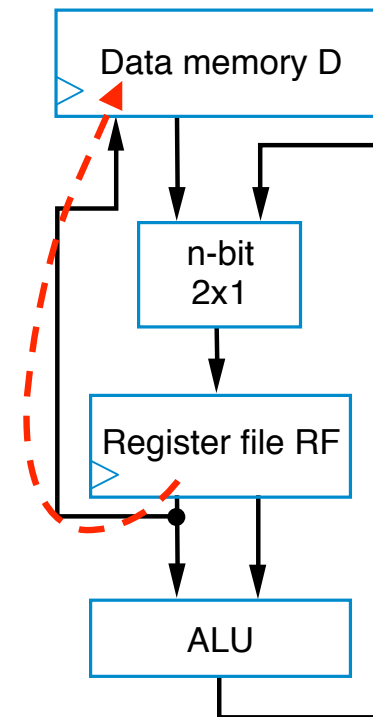 Data memory D
n-bit
2x1
Register file RF
ALU